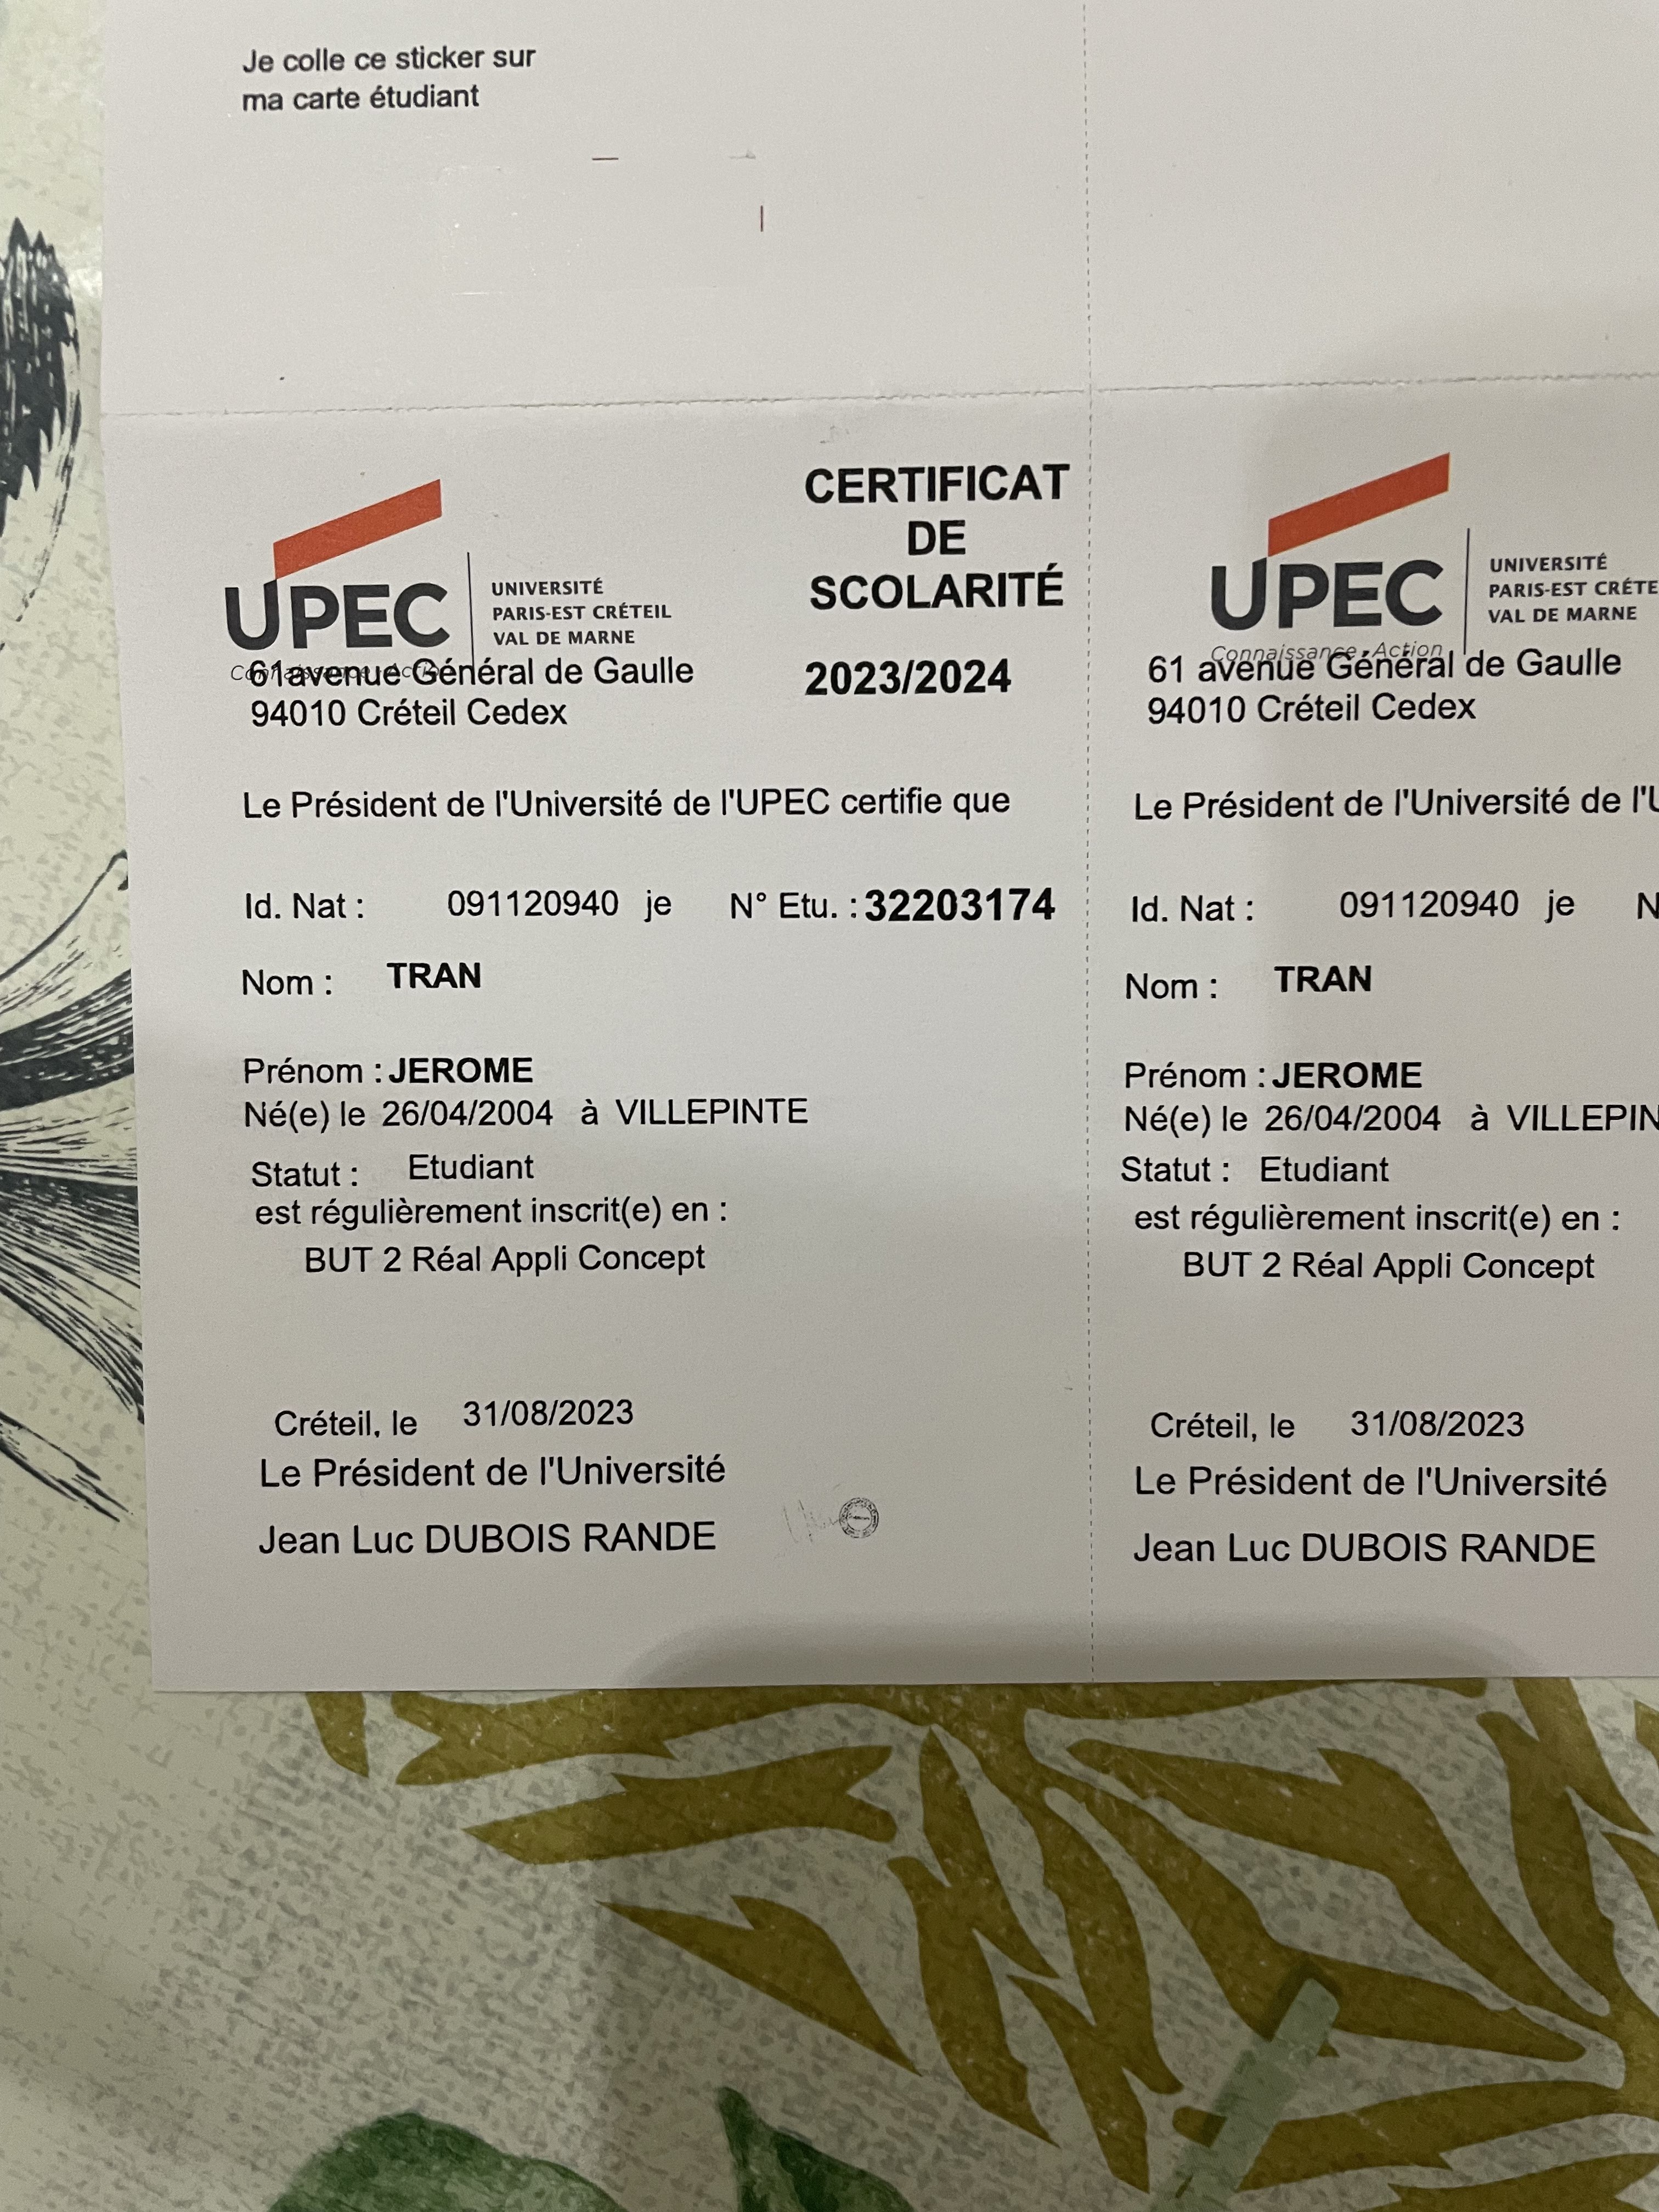 Je colle ce sticker sur
ma carte étudiant
UPEC
UNIVERSITÉ
PARIS-EST CRÉTEIL
VAL DE MARNE
Connaissance Action
61avenue Général de Gaulle
94010 Créteil Cedex
CERTIFICAT
DE
SCOLARITÉ
2023/2024
Le Président de l'Université de l'UPEC certifie que
Id. Nat : 091120940 je N° Etu. : 32203174
Nom : TRAN
Prénom : JEROME
Né(e) le 26/04/2004 à VILLEPINTE
Statut : Etudiant
est régulièrement inscrit(e) en :
BUT 2 Réal Appli Concept
Créteil, le 31/08/2023
Le Président de l'Université
Jean Luc DUBOIS RANDE
UPEC
UNIVERSITÉ
PARIS-EST CRÉTE
VAL DE MARNE
Connaissance Action
61 avenue Général de Gaulle
94010 Créteil Cedex
Le Président de l'Université de l'U
Id. Nat : 091120940 je N
Nom : TRAN
Prénom : JEROME
Né(e) le 26/04/2004 à VILLEPIN
Statut : Etudiant
est régulièrement inscrit(e) en :
BUT 2 Réal Appli Concept
Créteil, le 31/08/2023
Le Président de l'Université
Jean Luc DUBOIS RANDE